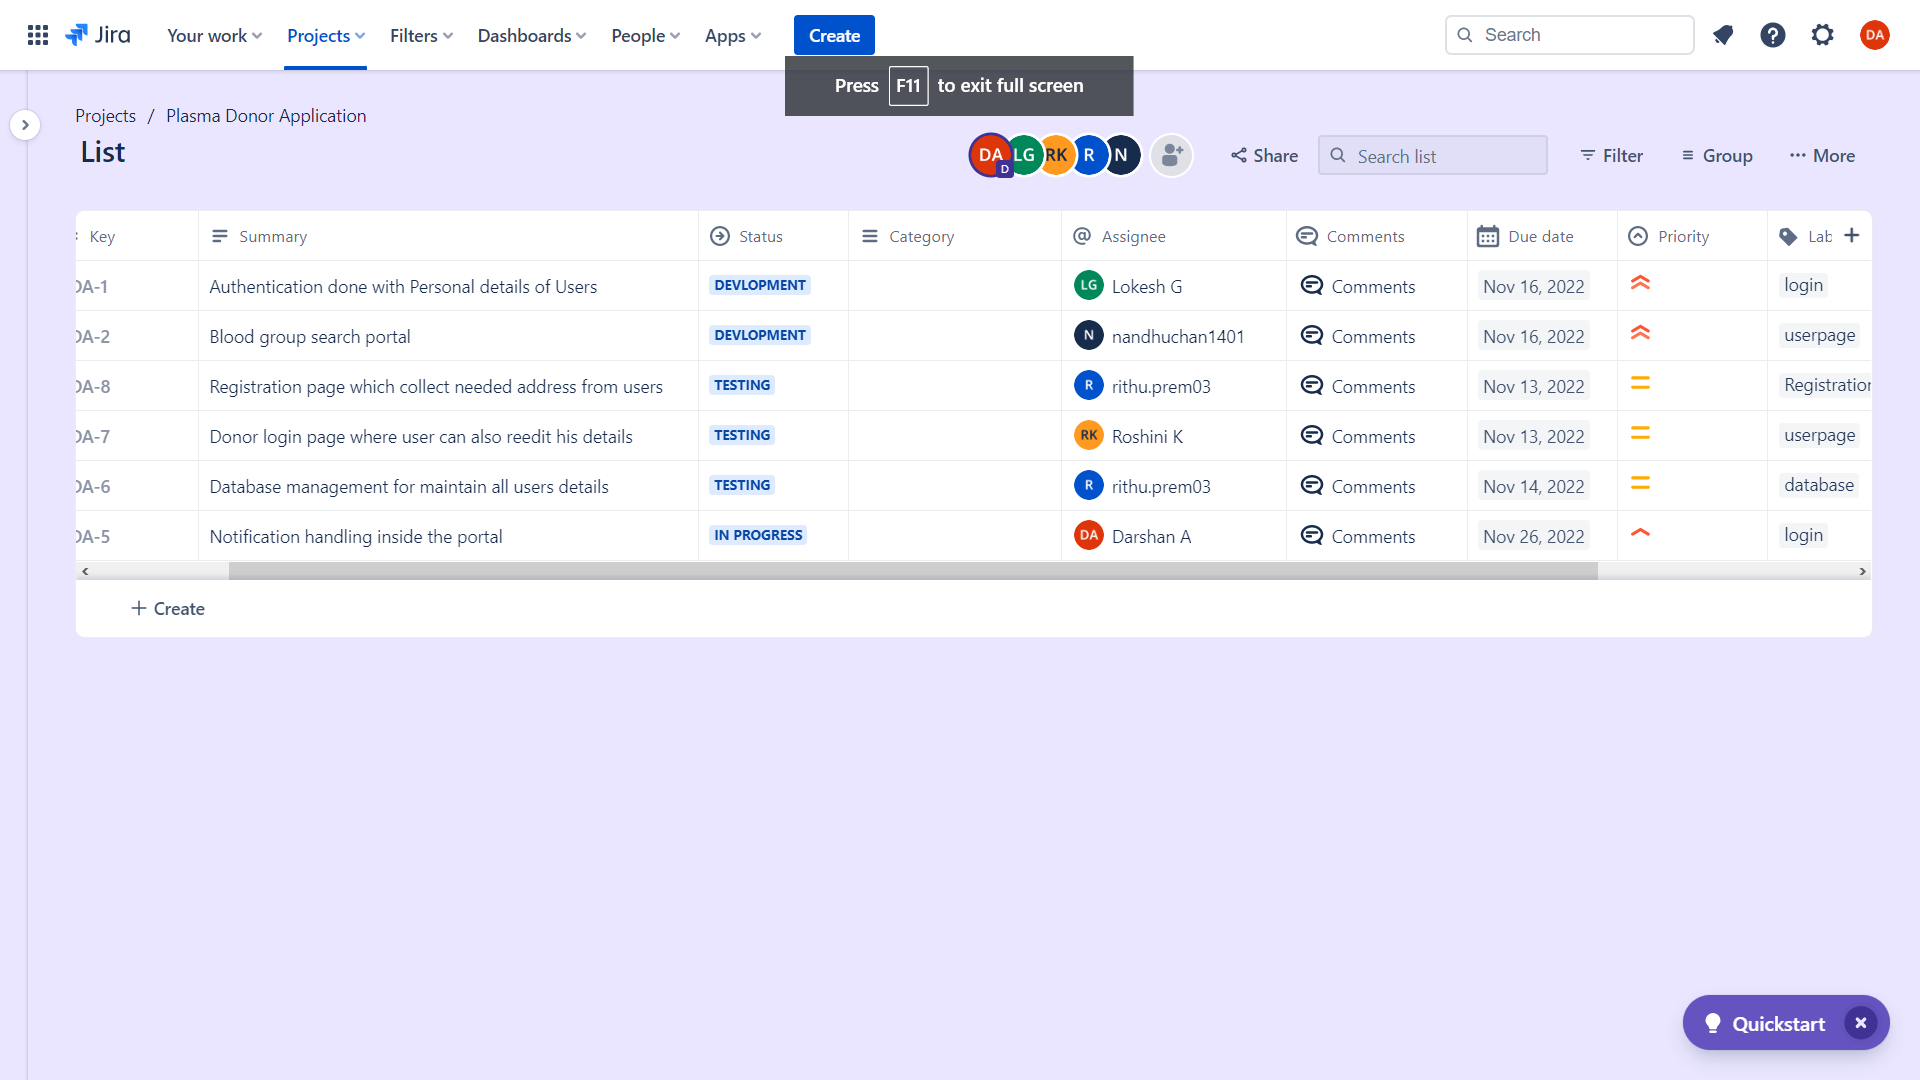 Jira Your work Projects Filters Dashboards People Apps Create Search DA
Press F11 to exit full screen
Projects / Plasma Donor Application
List DA D LG RK R N Share Search list Filter Group More
Key Summary Status Category Assignee Comments Due date Priority Lab
DA-1 Authentication done with Personal details of Users DEVLOPMENT LG Lokesh G Comments Nov 16, 2022 login
DA-2 Blood group search portal DEVLOPMENT N nandhuchan1401 Comments Nov 16, 2022 userpage
DA-8 Registration page which collect needed address from users TESTING R rithu.prem03 Comments Nov 13, 2022 Registration
DA-7 Donor login page where user can also reedit his details TESTING RK Roshini K Comments Nov 13, 2022 userpage
DA-6 Database management for maintain all users details TESTING R rithu.prem03 Comments Nov 14, 2022 database
DA-5 Notification handling inside the portal IN PROGRESS DA Darshan A Comments Nov 26, 2022 login
+ Create
Quickstart